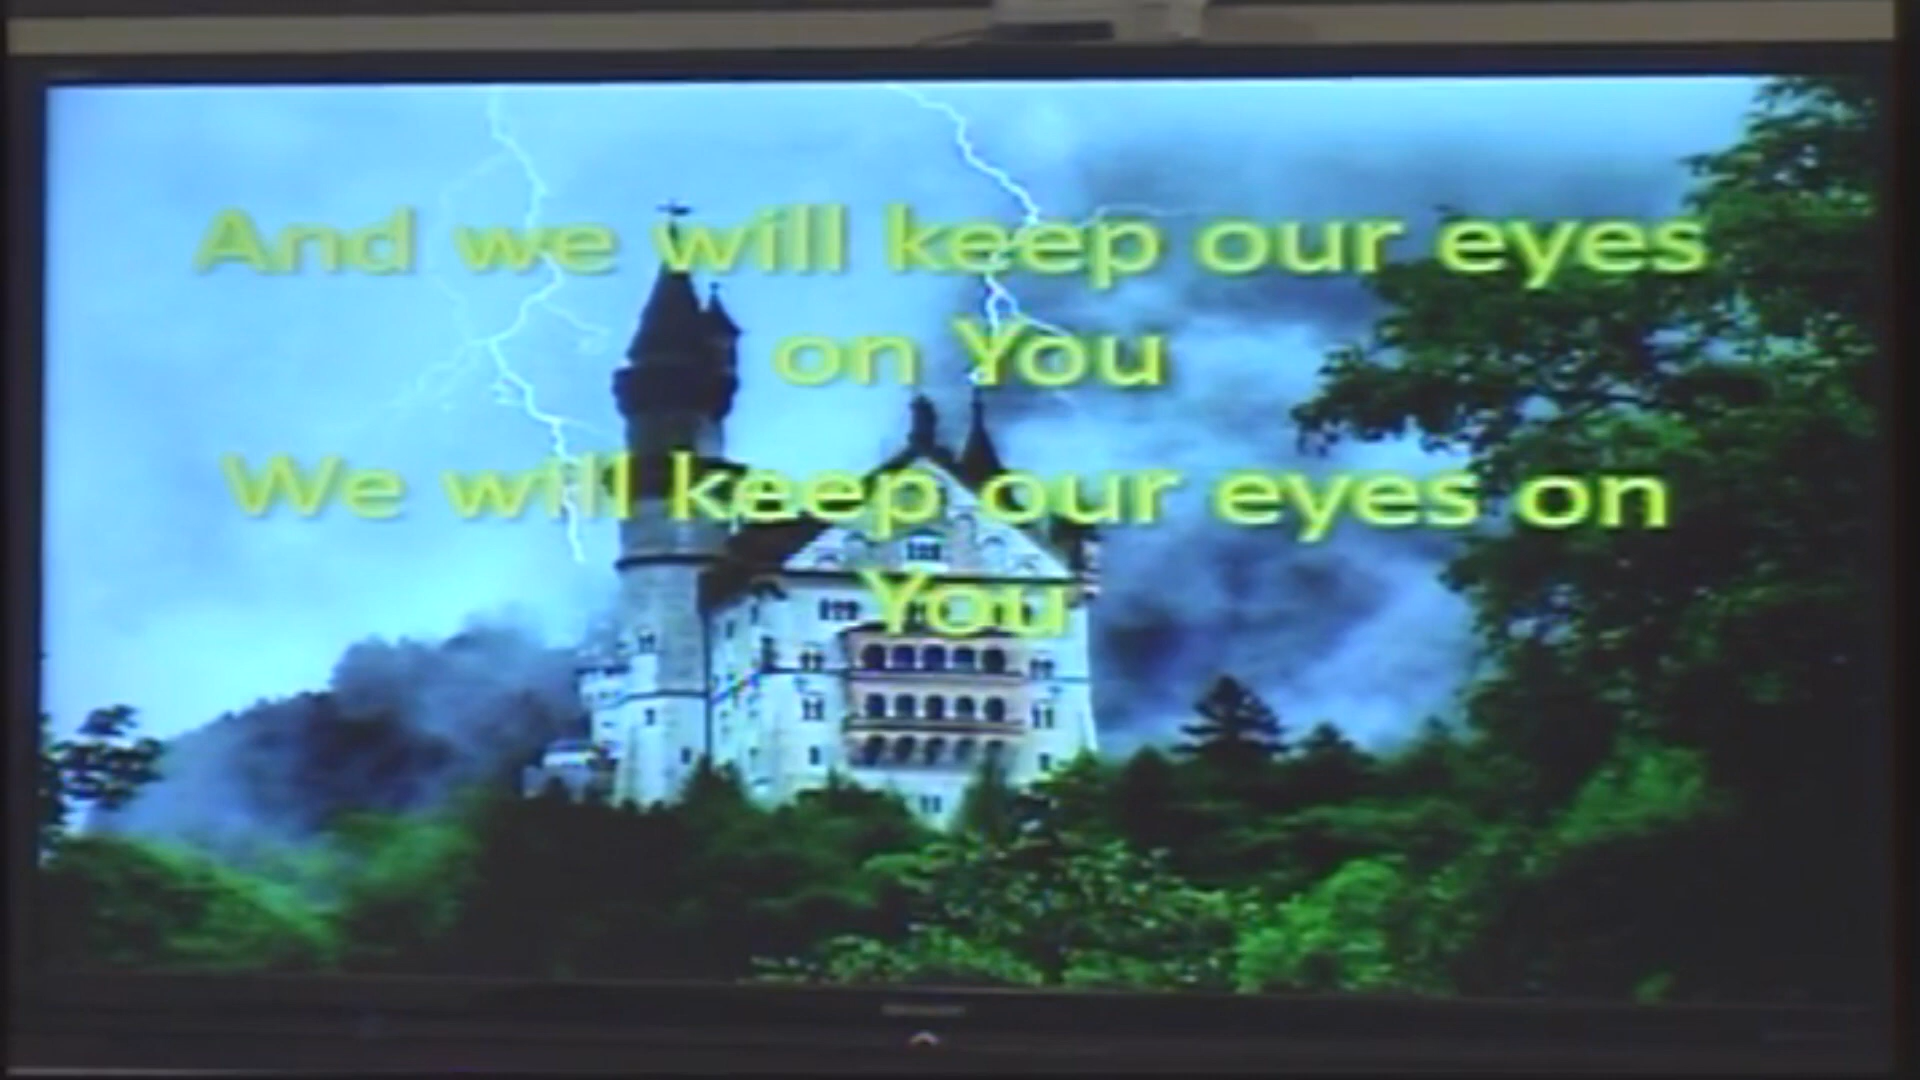 And we will keep our eyes
on You
We will keep our eyes on
You